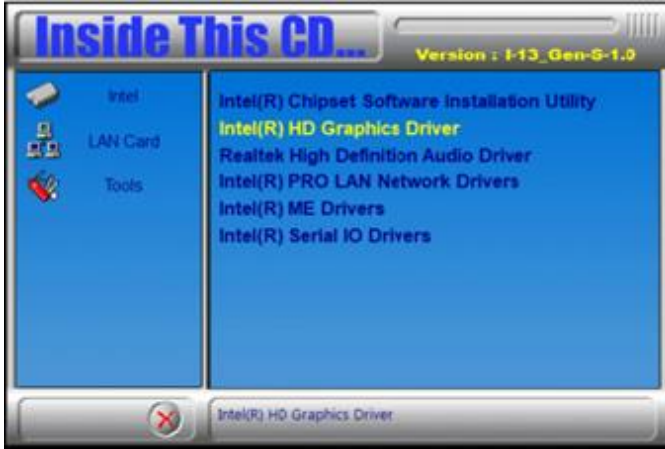 Inside This CD...
Version : I-13_Gen-S-1.0
Intel
LAN Card
Tools
Intel(R) Chipset Software Installation Utility
Intel(R) HD Graphics Driver
Realtek High Definition Audio Driver
Intel(R) PRO LAN Network Drivers
Intel(R) ME Drivers
Intel(R) Serial IO Drivers
Intel(R) HD Graphics Driver